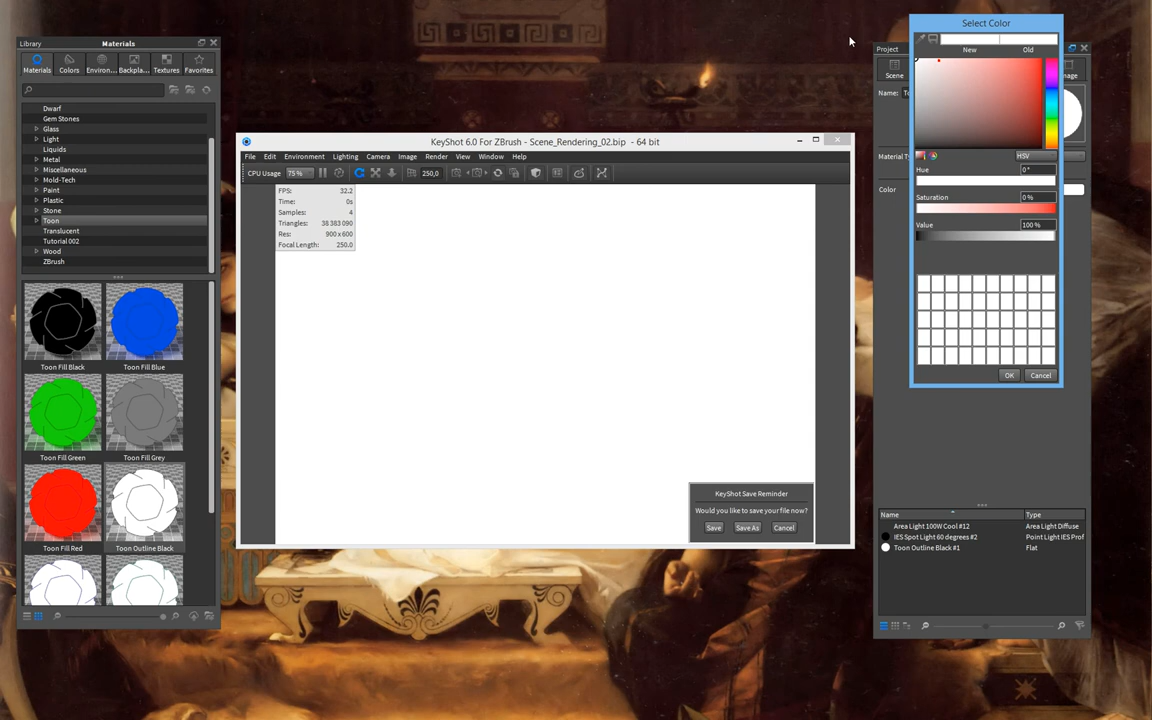 Library
Materials
Materials
Colors
Environ...
Backpla...
Textures
Favorites
Dwarf
Gem Stones
Glass
Light
Liquids
Metal
Miscellaneous
Mold-Tech
Paint
Plastic
Stone
Toon
Translucent
Tutorial 002
Wood
ZBrush
Toon Fill Black
Toon Fill Blue
Toon Fill Green
Toon Fill Grey
Toon Fill Red
Toon Outline Black
KeyShot 6.0 For ZBrush - Scene_Rendering_02.bip - 64 bit
File Edit Environment Lighting Camera Image Render View Window Help
CPU Usage 75 % 250,0
FPS: 32.2
Time: 0s
Samples: 4
Triangles: 38 383 090
Res: 900 x 600
Focal Length: 250.0
KeyShot Save Reminder
Would you like to save your file now?
Save Save As Cancel
Project
Scene
Name: To
Material Ty
Color
mage
Select Color
New Old
HSV
Hue 0 °
Saturation 0 %
Value 100 %
OK Cancel
Name Type
Area Light 100W Cool #12 Area Light Diffuse
IES Spot Light 60 degrees #2 Point Light IES Prof
Toon Outline Black #1 Flat